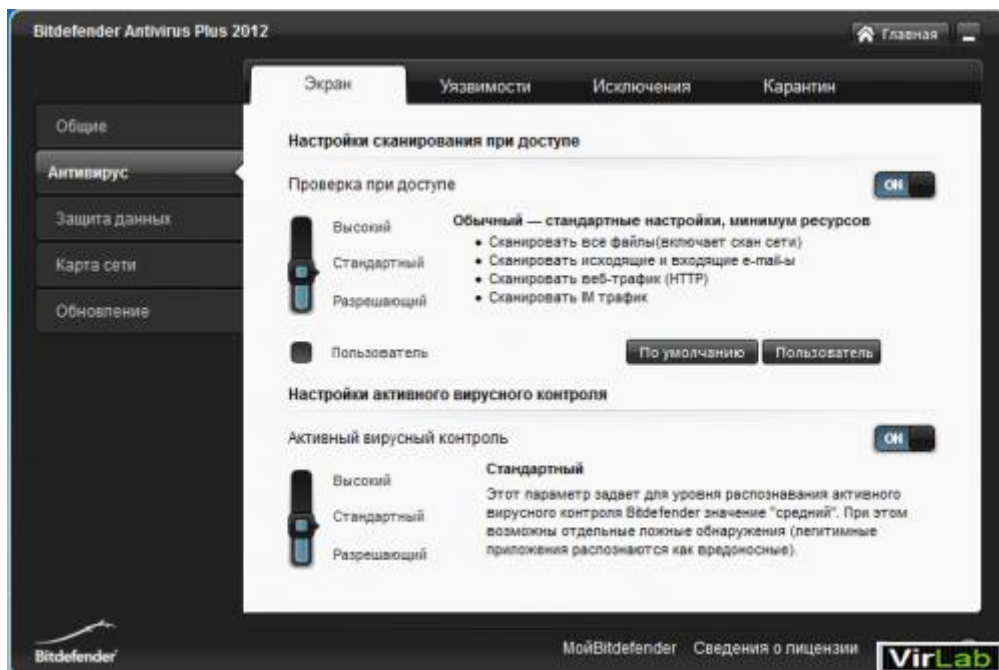 Bitdefender Antivirus Plus 2012
Главная
Экран Уязвимости Исключения Карантин
Общие
Антивирус
Защита данных
Карта сети
Обновление
Настройки сканирования при доступе
Проверка при доступе
ON
Высокий
Стандартный
Разрешающий
Обычный — стандартные настройки, минимум ресурсов
• Сканировать все файлы(включает скан сети)
• Сканировать исходящие и входящие e-mail-ы
• Сканировать веб-трафик (HTTP)
• Сканировать IM трафик
Пользователь
По умолчанию Пользователь
Настройки активного вирусного контроля
Активный вирусный контроль
ON
Высокий
Стандартный
Разрешающий
Стандартный
Этот параметр задает для уровня распознавания активного
вирусного контроля Bitdefender значение "средний". При этом
возможны отдельные ложные обнаружения (легитимные
приложения распознаются как вредоносные).
Bitdefender
МойBitdefender Сведения о лицензии
VirLab